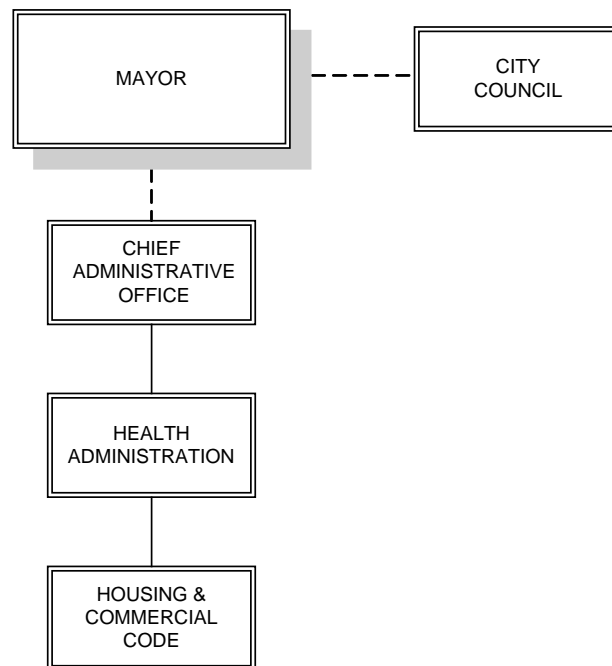 MAYOR
CITY
COUNCIL
CHIEF
ADMINISTRATIVE
OFFICE
HEALTH
ADMINISTRATION
HOUSING &
COMMERCIAL
CODE